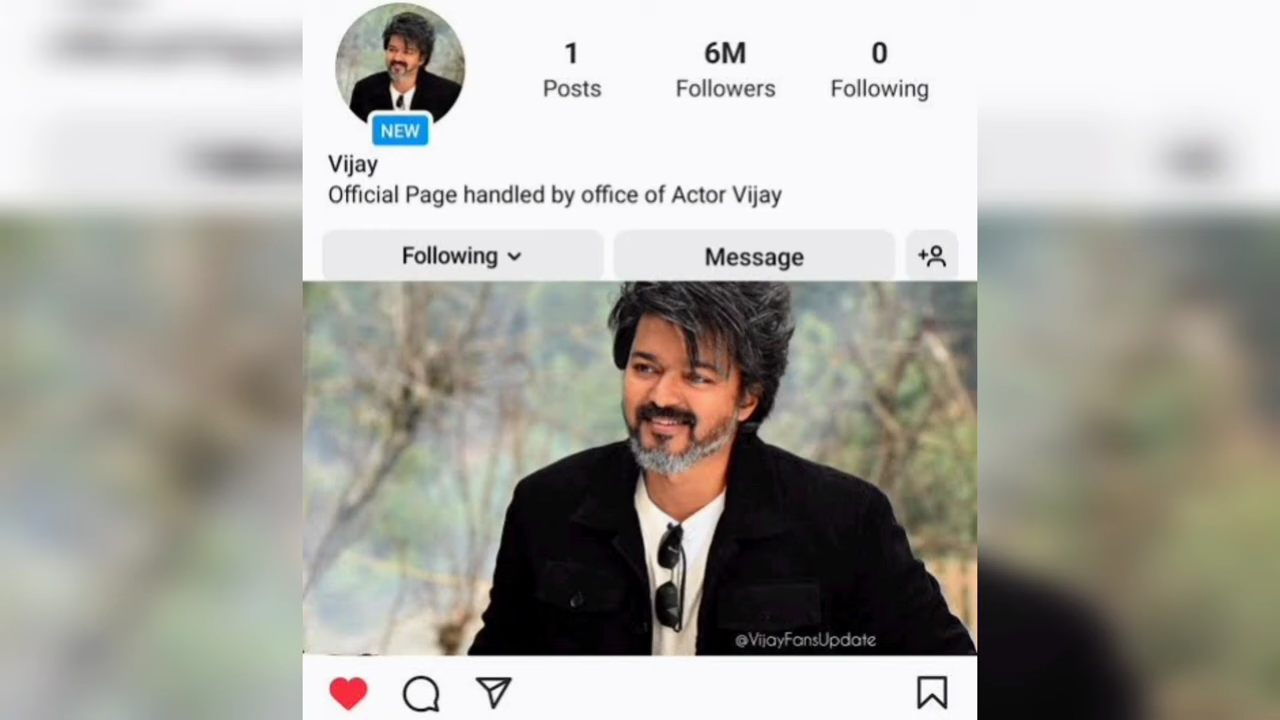 1 6M 0
Posts Followers Following
NEW
Vijay
Official Page handled by office of Actor Vijay
Following Message
@VijayFansUpdate